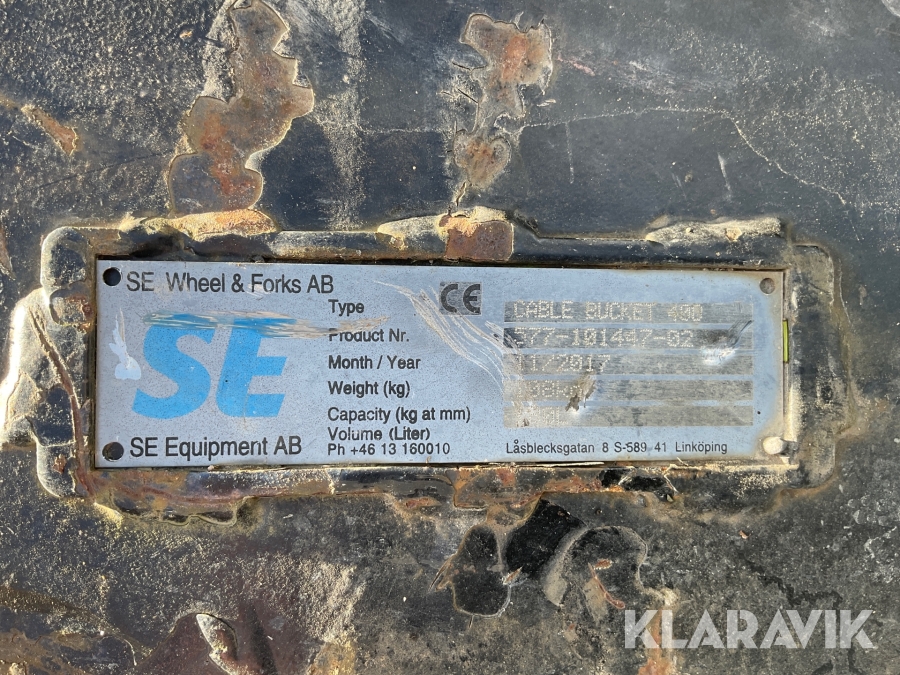 SE Wheel & Forks AB
SE
SE Equipment AB
Type CE CABLE BUCKET 400
Product Nr.
Month / Year
Weight (kg)
Capacity (kg at mm)
Volume (Liter)
Ph +46 13 160010 Låsblecksgatan 8 S-589 41 Linköping
KLARAVIK